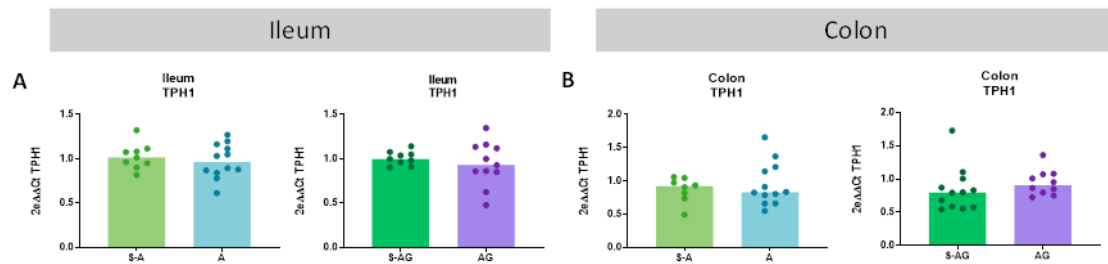 Ileum
Colon
A
Ileum
TPH1
2eΔΔCt TPH1
1.5
1.0
0.5
0.0
S-A
A
Ileum
TPH1
2eΔΔCt TPH1
1.5
1.0
0.5
0.0
S-AG
AG
B
Colon
TPH1
2eΔΔCt TPH1
2.0
1.5
1.0
0.5
0.0
S-A
A
Colon
TPH1
2eΔΔCt TPH1
2.0
1.5
1.0
0.5
0.0
S-AG
AG